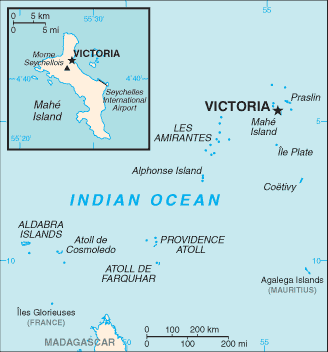 55 30
0 5 km
0 5 mi
Morne
Seychellois
VICTORIA
4 40
4 40
Seychelles
International
Airport
Mahé
Island
55 20
55 30
55
5
Praslin
VICTORIA
Mahé
Island
LES
AMIRANTES
Île Plate
Alphonse Island
Coëtivy
INDIAN OCEAN
ALDABRA
ISLANDS
Atoll de
Cosmoledo
PROVIDENCE
ATOLL
10
10
ATOLL DE
FARQUHAR
Agalega Islands
(MAURITIUS)
Îles Glorieuses
(FRANCE)
0 100 200 km
0 100 200 mi
MADAGASCAR
55